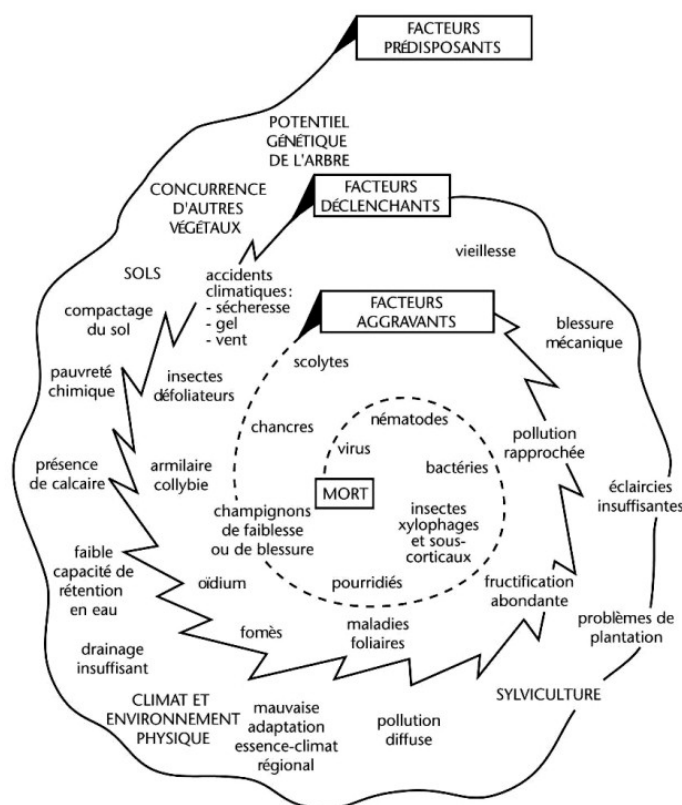 FACTEURS
PRÉDISPOSANTS
POTENTIEL
GÉNÉTIQUE
DE L'ARBRE
CONCURRENCE
D'AUTRES
VÉGÉTAUX
FACTEURS
DÉCLENCHANTS
vieillesse
SOLS
accidents
climatiques :
- sécheresse
- gel
- vent
compactage
du sol
FACTEURS
AGGRAVANTS
blessure
mécanique
scolytes
pauvreté
chimique
insectes
défoliateurs
nématodes
chancres
virus
pollution
rapprochée
présence
de calcaire
armilaire
collybie
bactéries
MORT
éclaircies
insuffisantes
champignons
de faiblesse
ou de blessure
insectes
xylophages
et sous-
corticaux
faible
capacité de
rétention
en eau
oïdium
pourridiés
fructification
abondante
fomès
maladies
foliaires
problèmes de
plantation
drainage
insuffisant
CLIMAT ET
ENVIRONNEMENT
PHYSIQUE
mauvaise
adaptation
essence-climat
régional
pollution
diffuse
SYLVICULTURE